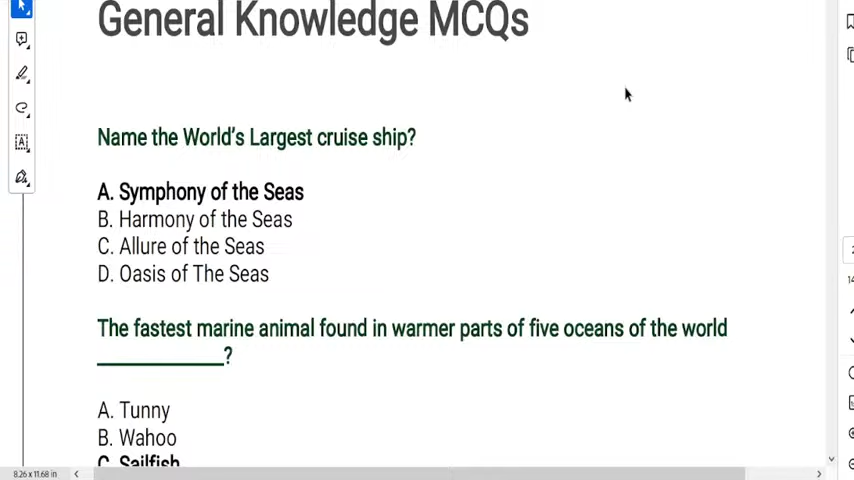 General Knowledge MCQs
Name the World's Largest cruise ship?
A. Symphony of the Seas
B. Harmony of the Seas
C. Allure of the Seas
D. Oasis of The Seas
The fastest marine animal found in warmer parts of five oceans of the world
____________?
A. Tunny
B. Wahoo
C. Sailfish
8.26 x 11.68 in